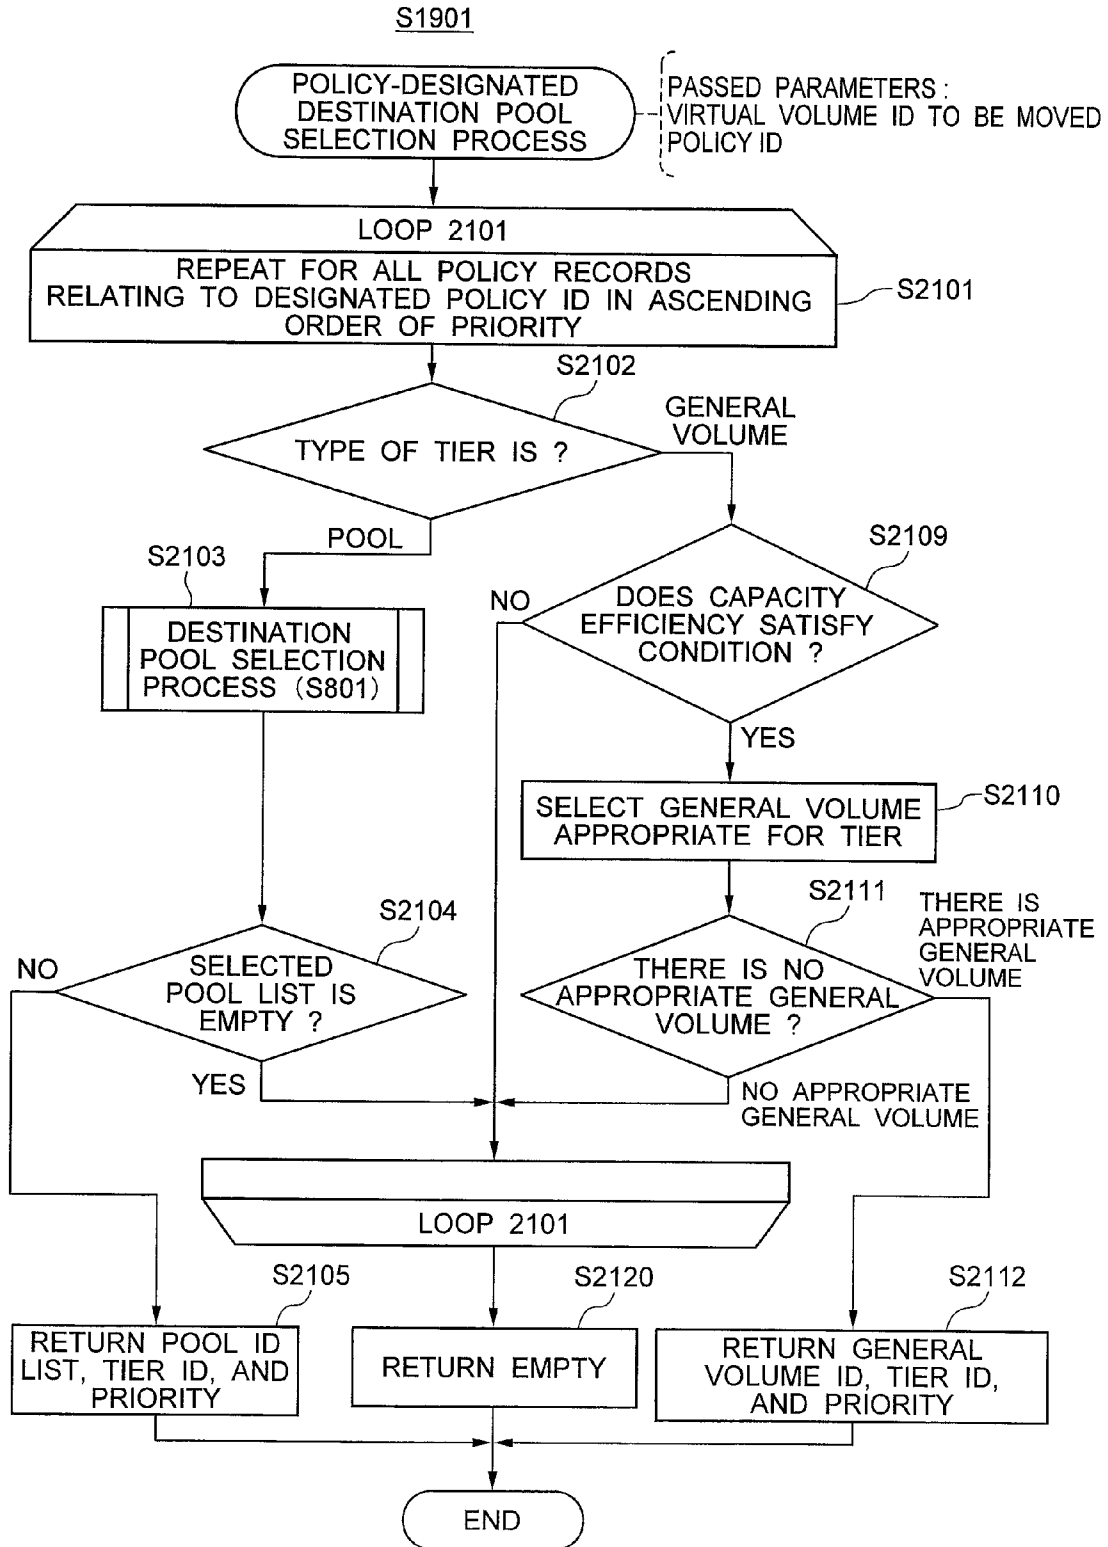 S1901
POLICY-DESIGNATED
DESTINATION POOL
SELECTION PROCESS
PASSED PARAMETERS :
VIRTUAL VOLUME ID TO BE MOVED
POLICY ID
LOOP 2101
REPEAT FOR ALL POLICY RECORDS
RELATING TO DESIGNATED POLICY ID IN ASCENDING
ORDER OF PRIORITY
S2101
S2102
TYPE OF TIER IS ?
GENERAL
VOLUME
POOL
S2103
DESTINATION
POOL SELECTION
PROCESS (S801)
S2109
NO
DOES CAPACITY
EFFICIENCY SATISFY
CONDITION ?
YES
SELECT GENERAL VOLUME
APPROPRIATE FOR TIER
S2110
S2104
NO
SELECTED
POOL LIST IS
EMPTY ?
YES
S2111
THERE IS NO
APPROPRIATE GENERAL
VOLUME ?
THERE IS
APPROPRIATE
GENERAL
VOLUME
NO APPROPRIATE
GENERAL VOLUME
LOOP 2101
S2105
RETURN POOL ID
LIST, TIER ID, AND
PRIORITY
S2120
RETURN EMPTY
S2112
RETURN GENERAL
VOLUME ID, TIER ID,
AND PRIORITY
END